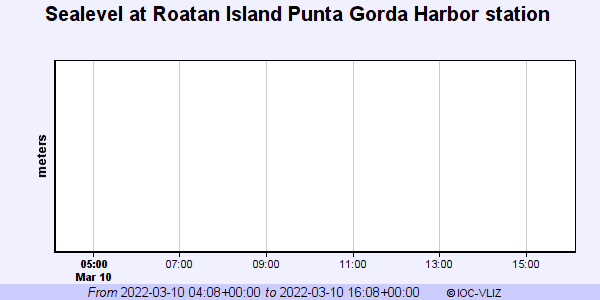 Sealevel at Roatan Island Punta Gorda Harbor station
meters
05:00 07:00 09:00 11:00 13:00 15:00
Mar 10
From 2022-03-10 04:08+00:00 to 2022-03-10 16:08+00:00 © IOC-VLIZ